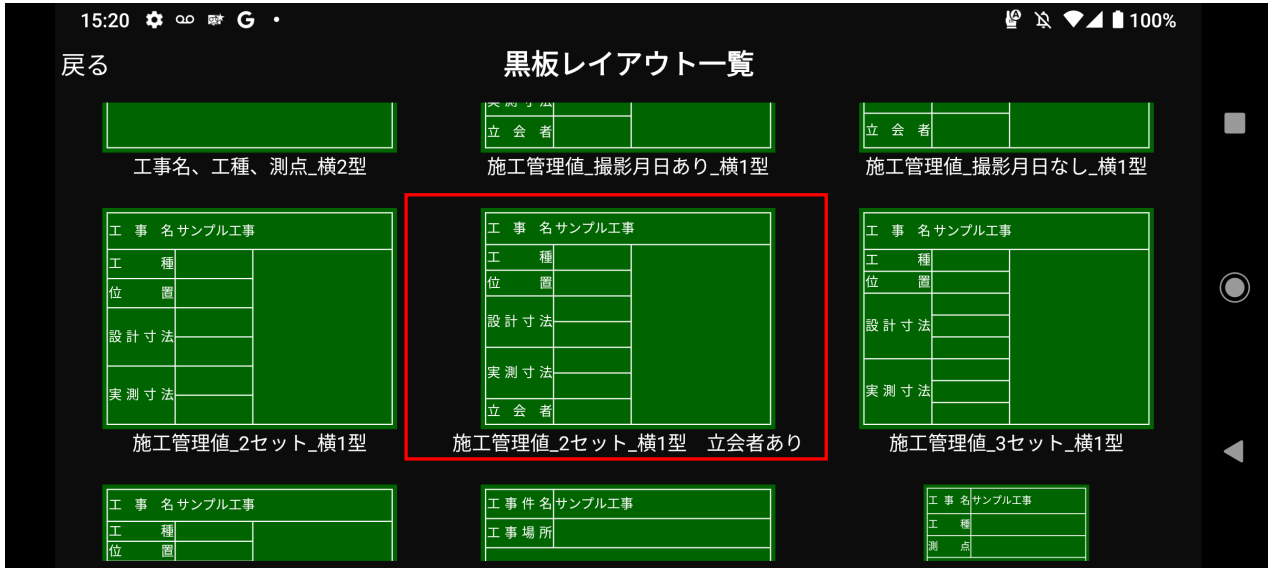 15:20 G 100%
戻る 黒板レイアウト一覧
実測寸法
立会者
立会者
工事名、工種、測点_横2型
施工管理値_撮影月日あり_横1型
施工管理値_撮影月日なし_横1型
工事名 サンプル工事
工種
位置
設計寸法
実測寸法
施工管理値_2セット_横1型
工事名 サンプル工事
工種
位置
設計寸法
実測寸法
立会者
施工管理値_2セット_横1型　立会者あり
工事名 サンプル工事
工種
位置
設計寸法
実測寸法
施工管理値_3セット_横1型
工事名 サンプル工事
工種
位置
工事件名 サンプル工事
工事場所
工事名 サンプル工事
工種
測点